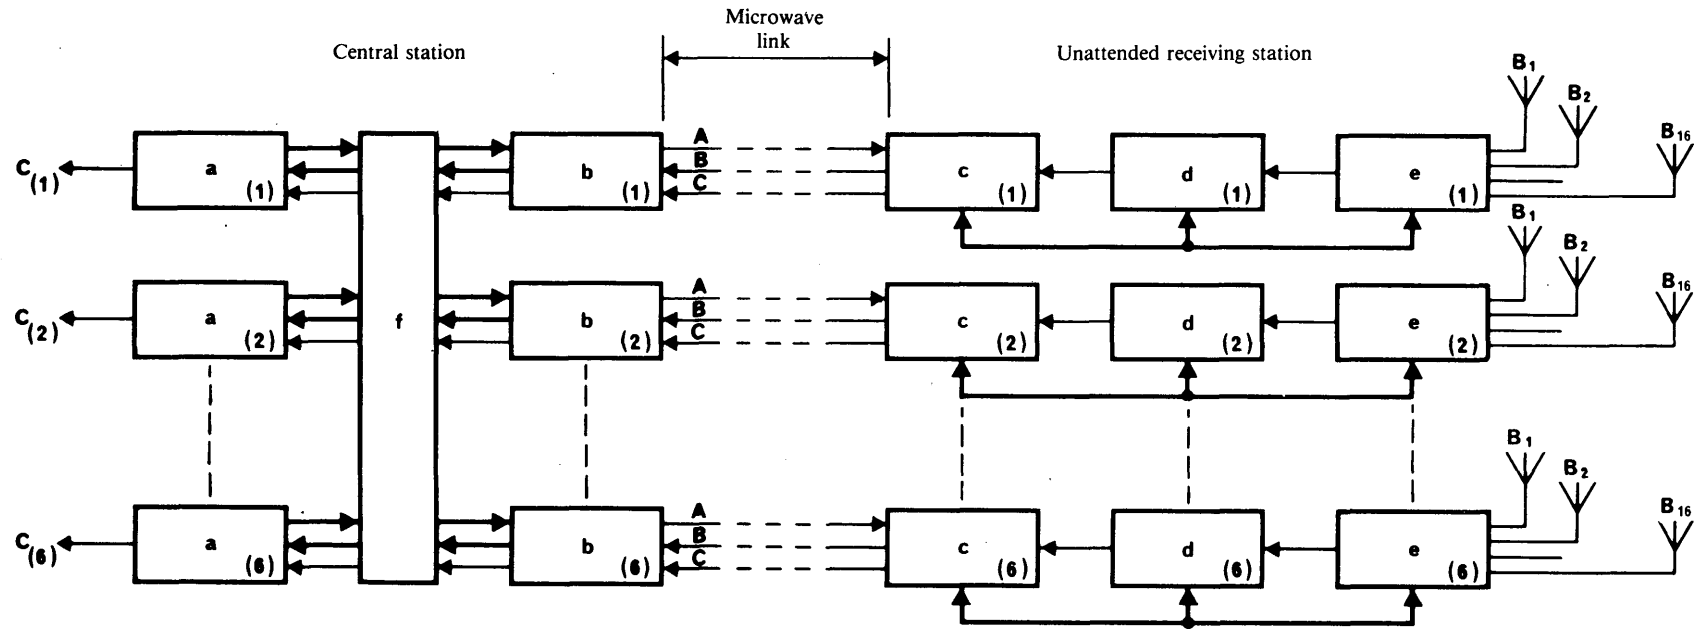 Microwave
link
Central station
Unattended receiving station
B1
B2
B16
C(1)
a
(1)
b
(1)
A
B
C
c
(1)
d
(1)
e
(1)
B1
B2
B16
C(2)
a
(2)
f
b
(2)
A
B
C
c
(2)
d
(2)
e
(2)
B1
B2
B16
C(6)
a
(6)
b
(6)
A
B
C
c
(6)
d
(6)
e
(6)